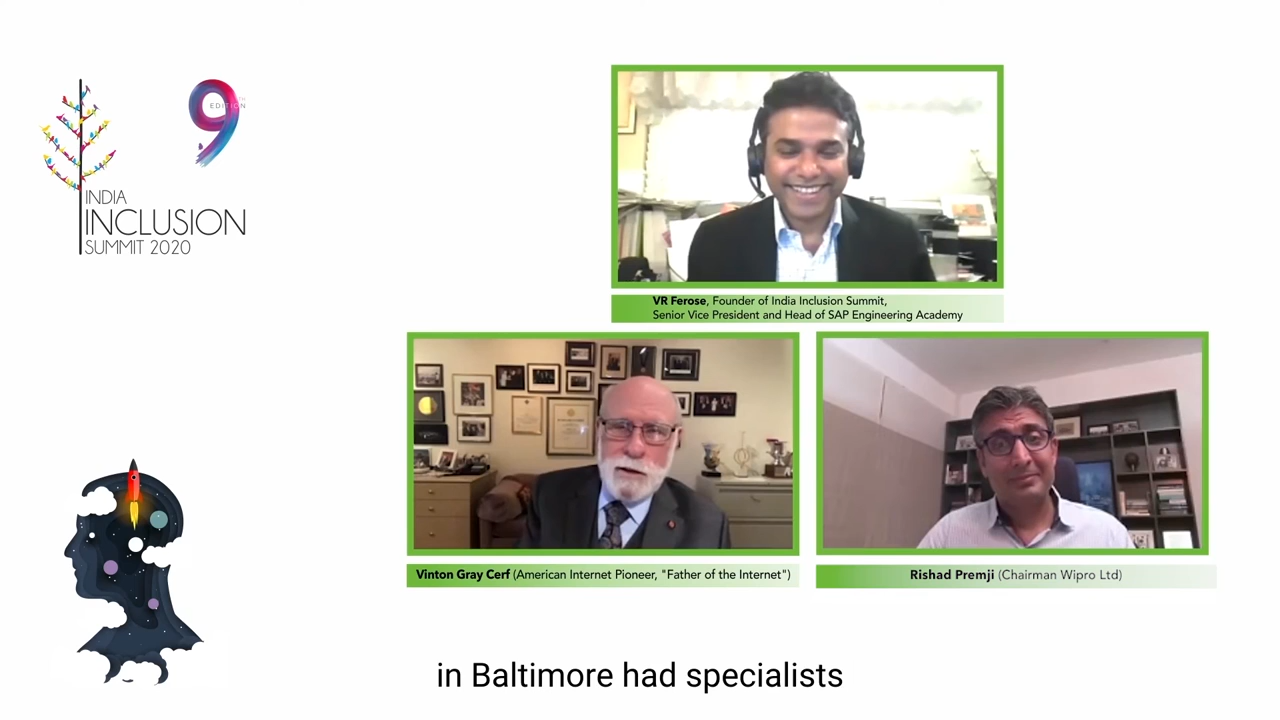 9TH
EDITION
INDIA
INCLUSION
SUMMIT 2020
VR Ferose, Founder of India Inclusion Summit,
Senior Vice President and Head of SAP Engineering Academy
Vinton Gray Cerf (American Internet Pioneer, "Father of the Internet")
Rishad Premji (Chairman Wipro Ltd)
in Baltimore had specialists